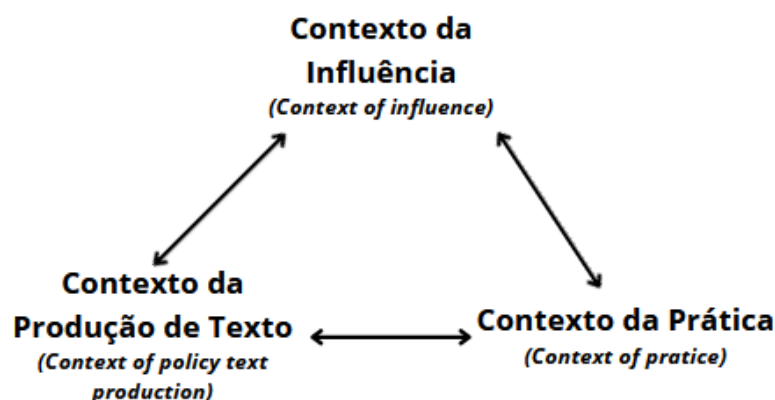 Contexto da
Influência
(Context of influence)
Contexto da
Produção de Texto
(Context of policy text
production)
Contexto da Prática
(Context of pratice)